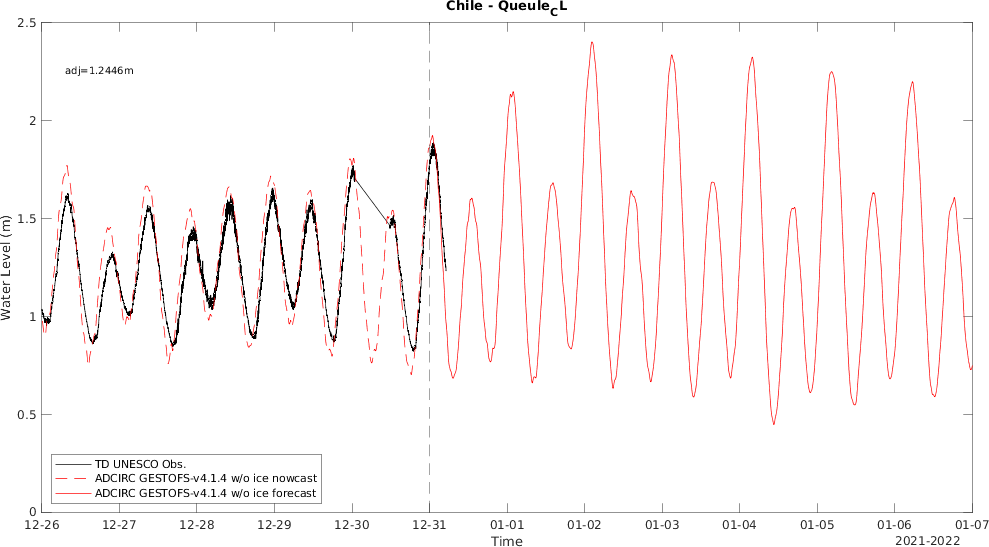 Chile - Queule_CL
adj=1.2446m
Water Level (m)
2.5
2
1.5
1
0.5
0
TD UNESCO Obs.
ADCIRC GESTOFS-v4.1.4 w/o ice nowcast
ADCIRC GESTOFS-v4.1.4 w/o ice forecast
12-26 12-27 12-28 12-29 12-30 12-31 01-01 01-02 01-03 01-04 01-05 01-06 01-07
Time
2021-2022